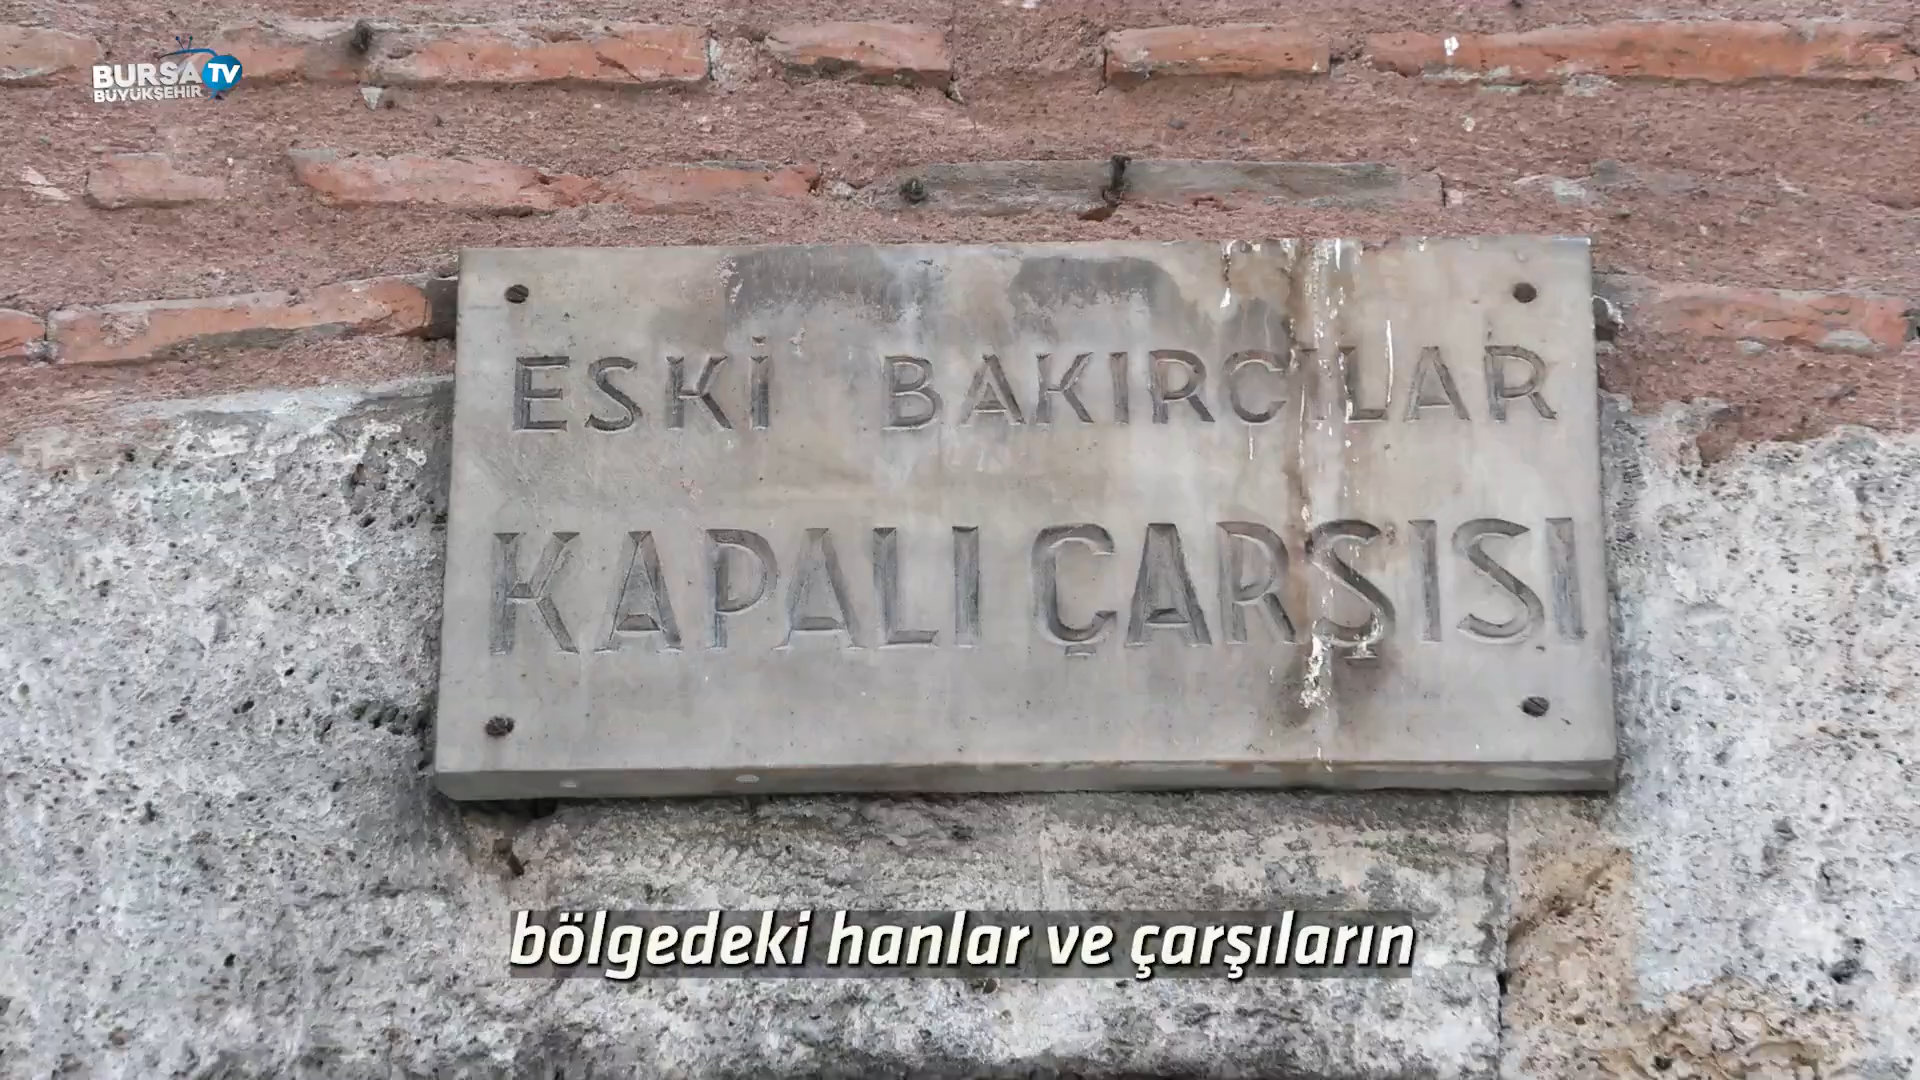 BURSA TV
BÜYÜKŞEHİR
ESKİ BAKIRCILAR
KAPALI ÇARŞISI
bölgedeki hanlar ve çarşıların